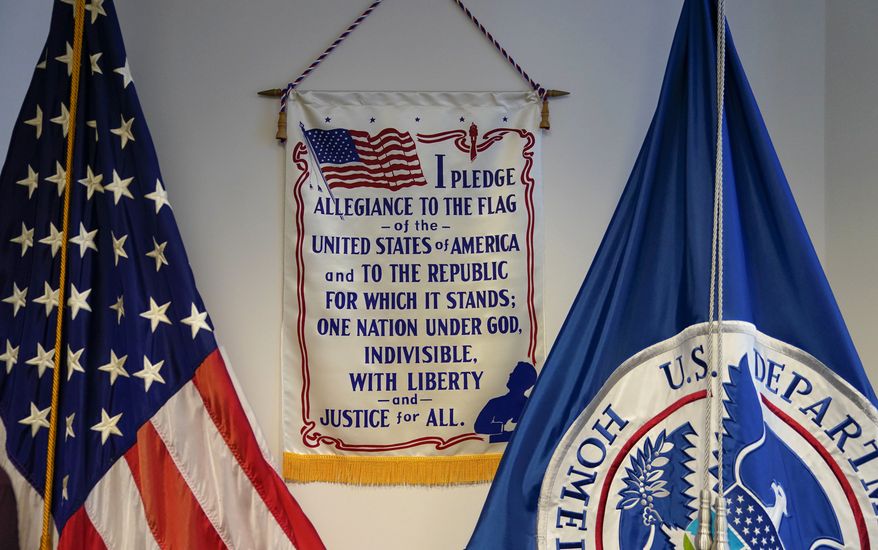 I PLEDGE
ALLEGIANCE TO THE FLAG
— of the —
UNITED STATES of AMERICA
and TO THE REPUBLIC
FOR WHICH IT STANDS;
ONE NATION UNDER GOD,
INDIVISIBLE,
WITH LIBERTY
— and —
JUSTICE for ALL.
U.S. DEPARTM
HOMEL